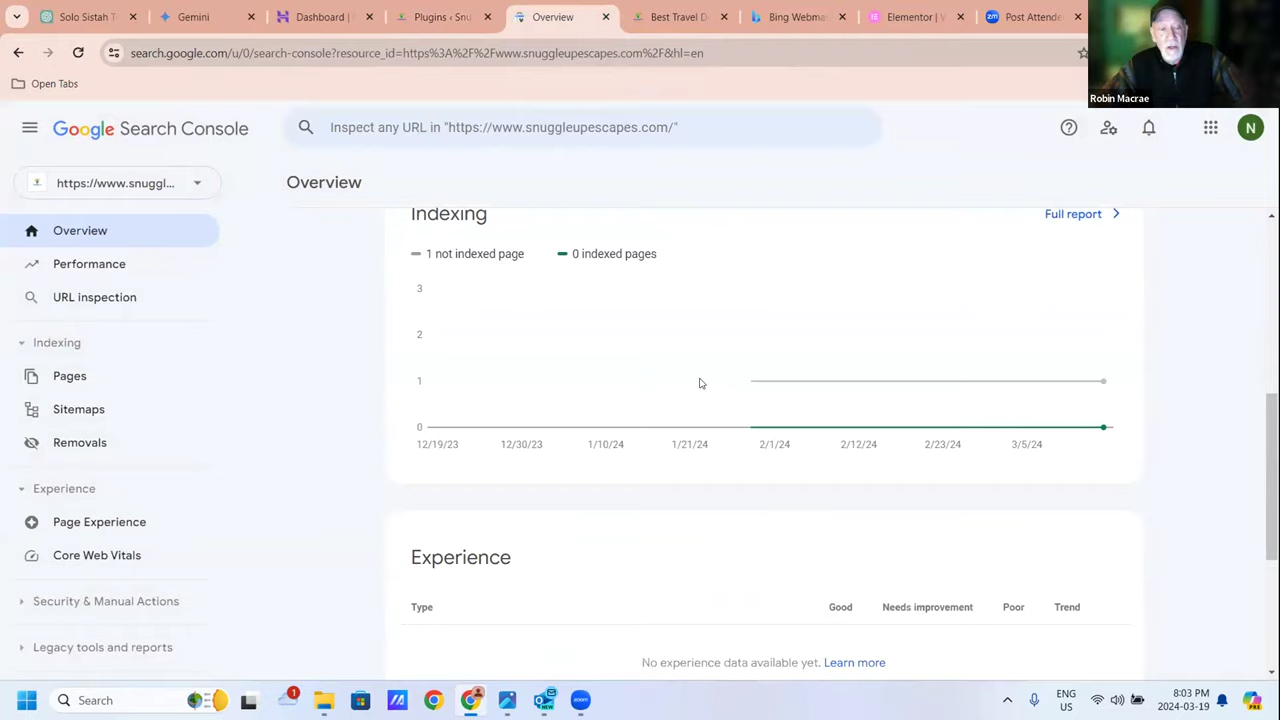 Solo Sistah T
Gemini
Dashboard |
Plugins ‹ Snu
Overview
Best Travel D
Bing Webmas
Elementor | V
Post Attende
search.google.com/u/0/search-console?resource_id=https%3A%2F%2Fwww.snuggleupescapes.com%2F&hl=en
Open Tabs
Robin Macrae
Google Search Console
Inspect any URL in "https://www.snuggleupescapes.com/"
N
https://www.snuggl...
Overview
Overview
Performance
URL inspection
Indexing
Pages
Sitemaps
Removals
Experience
Page Experience
Core Web Vitals
Security & Manual Actions
Legacy tools and reports
Indexing
Full report
1 not indexed page
0 indexed pages
3
2
1
0
12/19/23 12/30/23 1/10/24 1/21/24 2/1/24 2/12/24 2/23/24 3/5/24
Experience
Type Good Needs improvement Poor Trend
No experience data available yet. Learn more
Search
1
zoom
ENG
US
8:03 PM
2024-03-19
PRE